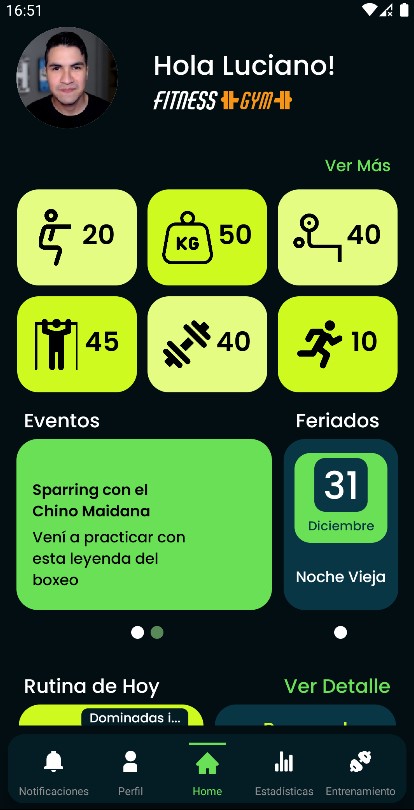 16:51
Hola Luciano!
FITNESS GYM
Ver Más
20
KG
50
40
45
40
10
Eventos
Feriados
Sparring con el
Chino Maidana
Vení a practicar con
esta leyenda del
boxeo
31
Diciembre
Noche Vieja
Rutina de Hoy
Ver Detalle
Dominadas i...
Notificaciones
Perfil
Home
Estadisticas
Entrenamiento